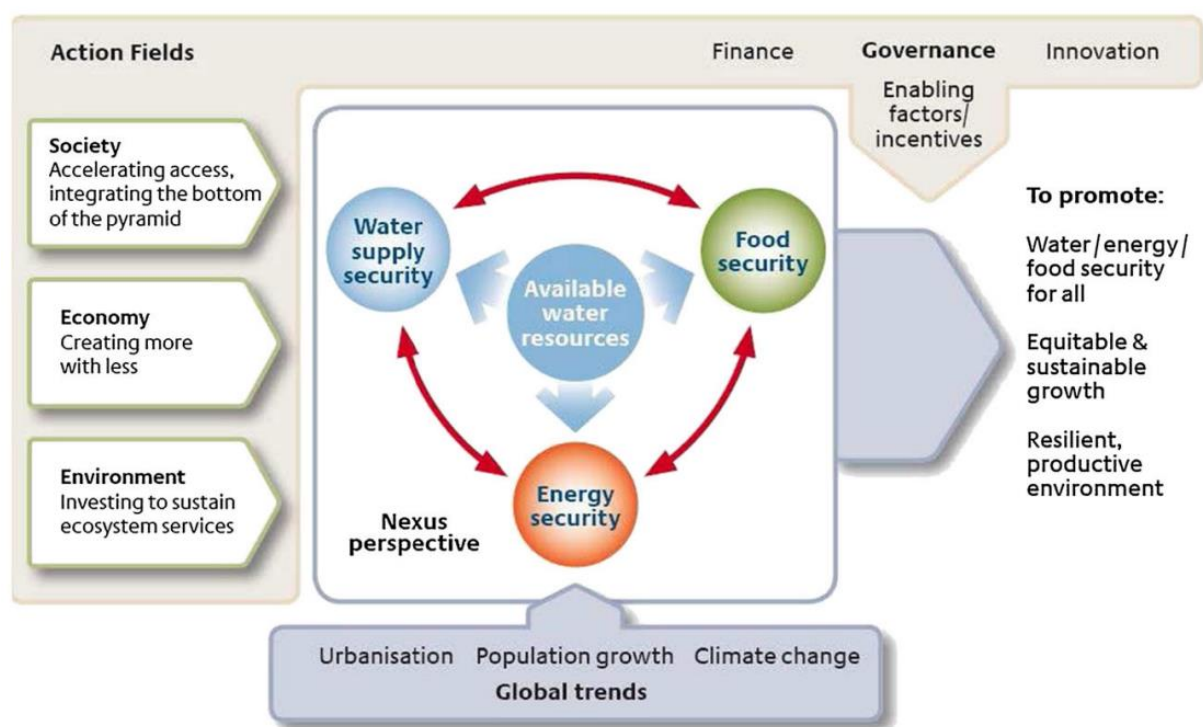 Action Fields
Finance
Governance
Innovation
Enabling
factors/
incentives
Society
Accelerating access,
integrating the bottom
of the pyramid
Economy
Creating more
with less
Environment
Investing to sustain
ecosystem services
Water
supply
security
Food
security
Available
water
resources
Energy
security
Nexus
perspective
To promote:
Water/energy/
food security
for all
Equitable &
sustainable
growth
Resilient,
productive
environment
Urbanisation
Population growth
Climate change
Global trends